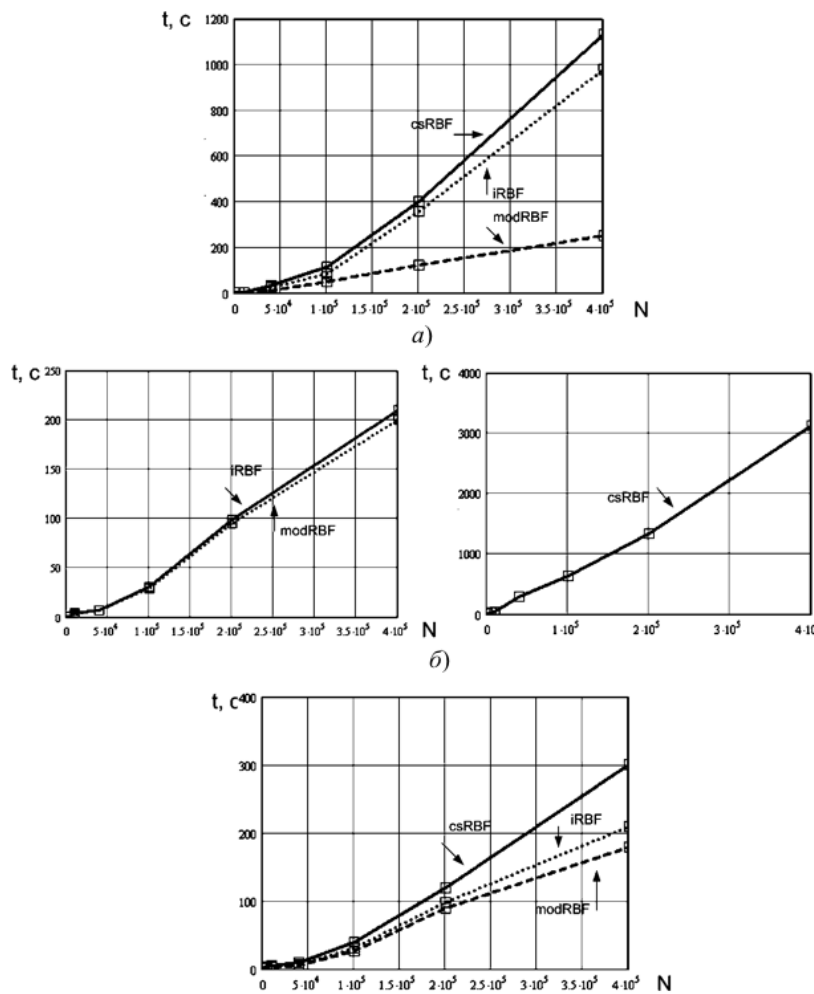 t, c
1200
1000
800
600
400
200
0
csRBF
iRBF
modRBF
0 5·10⁴ 1·10⁵ 1.5·10⁵ 2·10⁵ 2.5·10⁵ 3·10⁵ 3.5·10⁵ 4·10⁵ N
а)
t, c
250
200
150
100
50
0
iRBF
modRBF
0 5·10⁴ 1·10⁵ 1.5·10⁵ 2·10⁵ 2.5·10⁵ 3·10⁵ 3.5·10⁵ 4·10⁵ N
t, c
4000
3000
2000
1000
0
csRBF
0 1·10⁵ 2·10⁵ 3·10⁵
б)
t, c
400
300
200
100
0
csRBF
iRBF
modRBF
0 5·10⁴ 1·10⁵ 1.5·10⁵ 2·10⁵ 2.5·10⁵ 3·10⁵ 3.5·10⁵ 4·10⁵ N